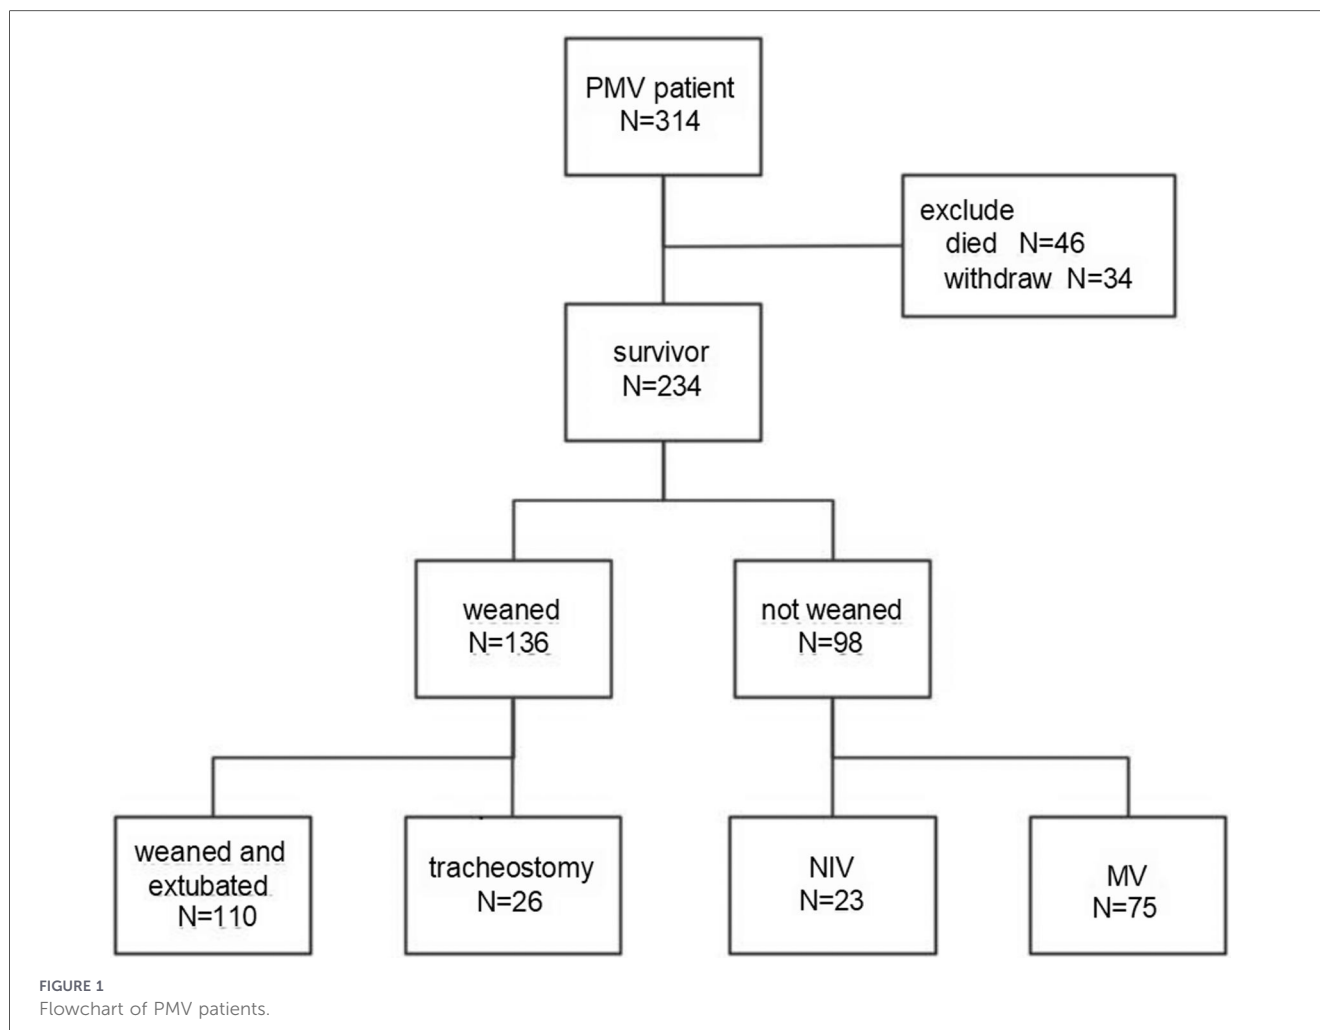 PMV patient
N=314
exclude
died N=46
withdraw N=34
survivor
N=234
weaned
N=136
not weaned
N=98
weaned and
extubated
N=110
tracheostomy
N=26
NIV
N=23
MV
N=75
FIGURE 1
Flowchart of PMV patients.